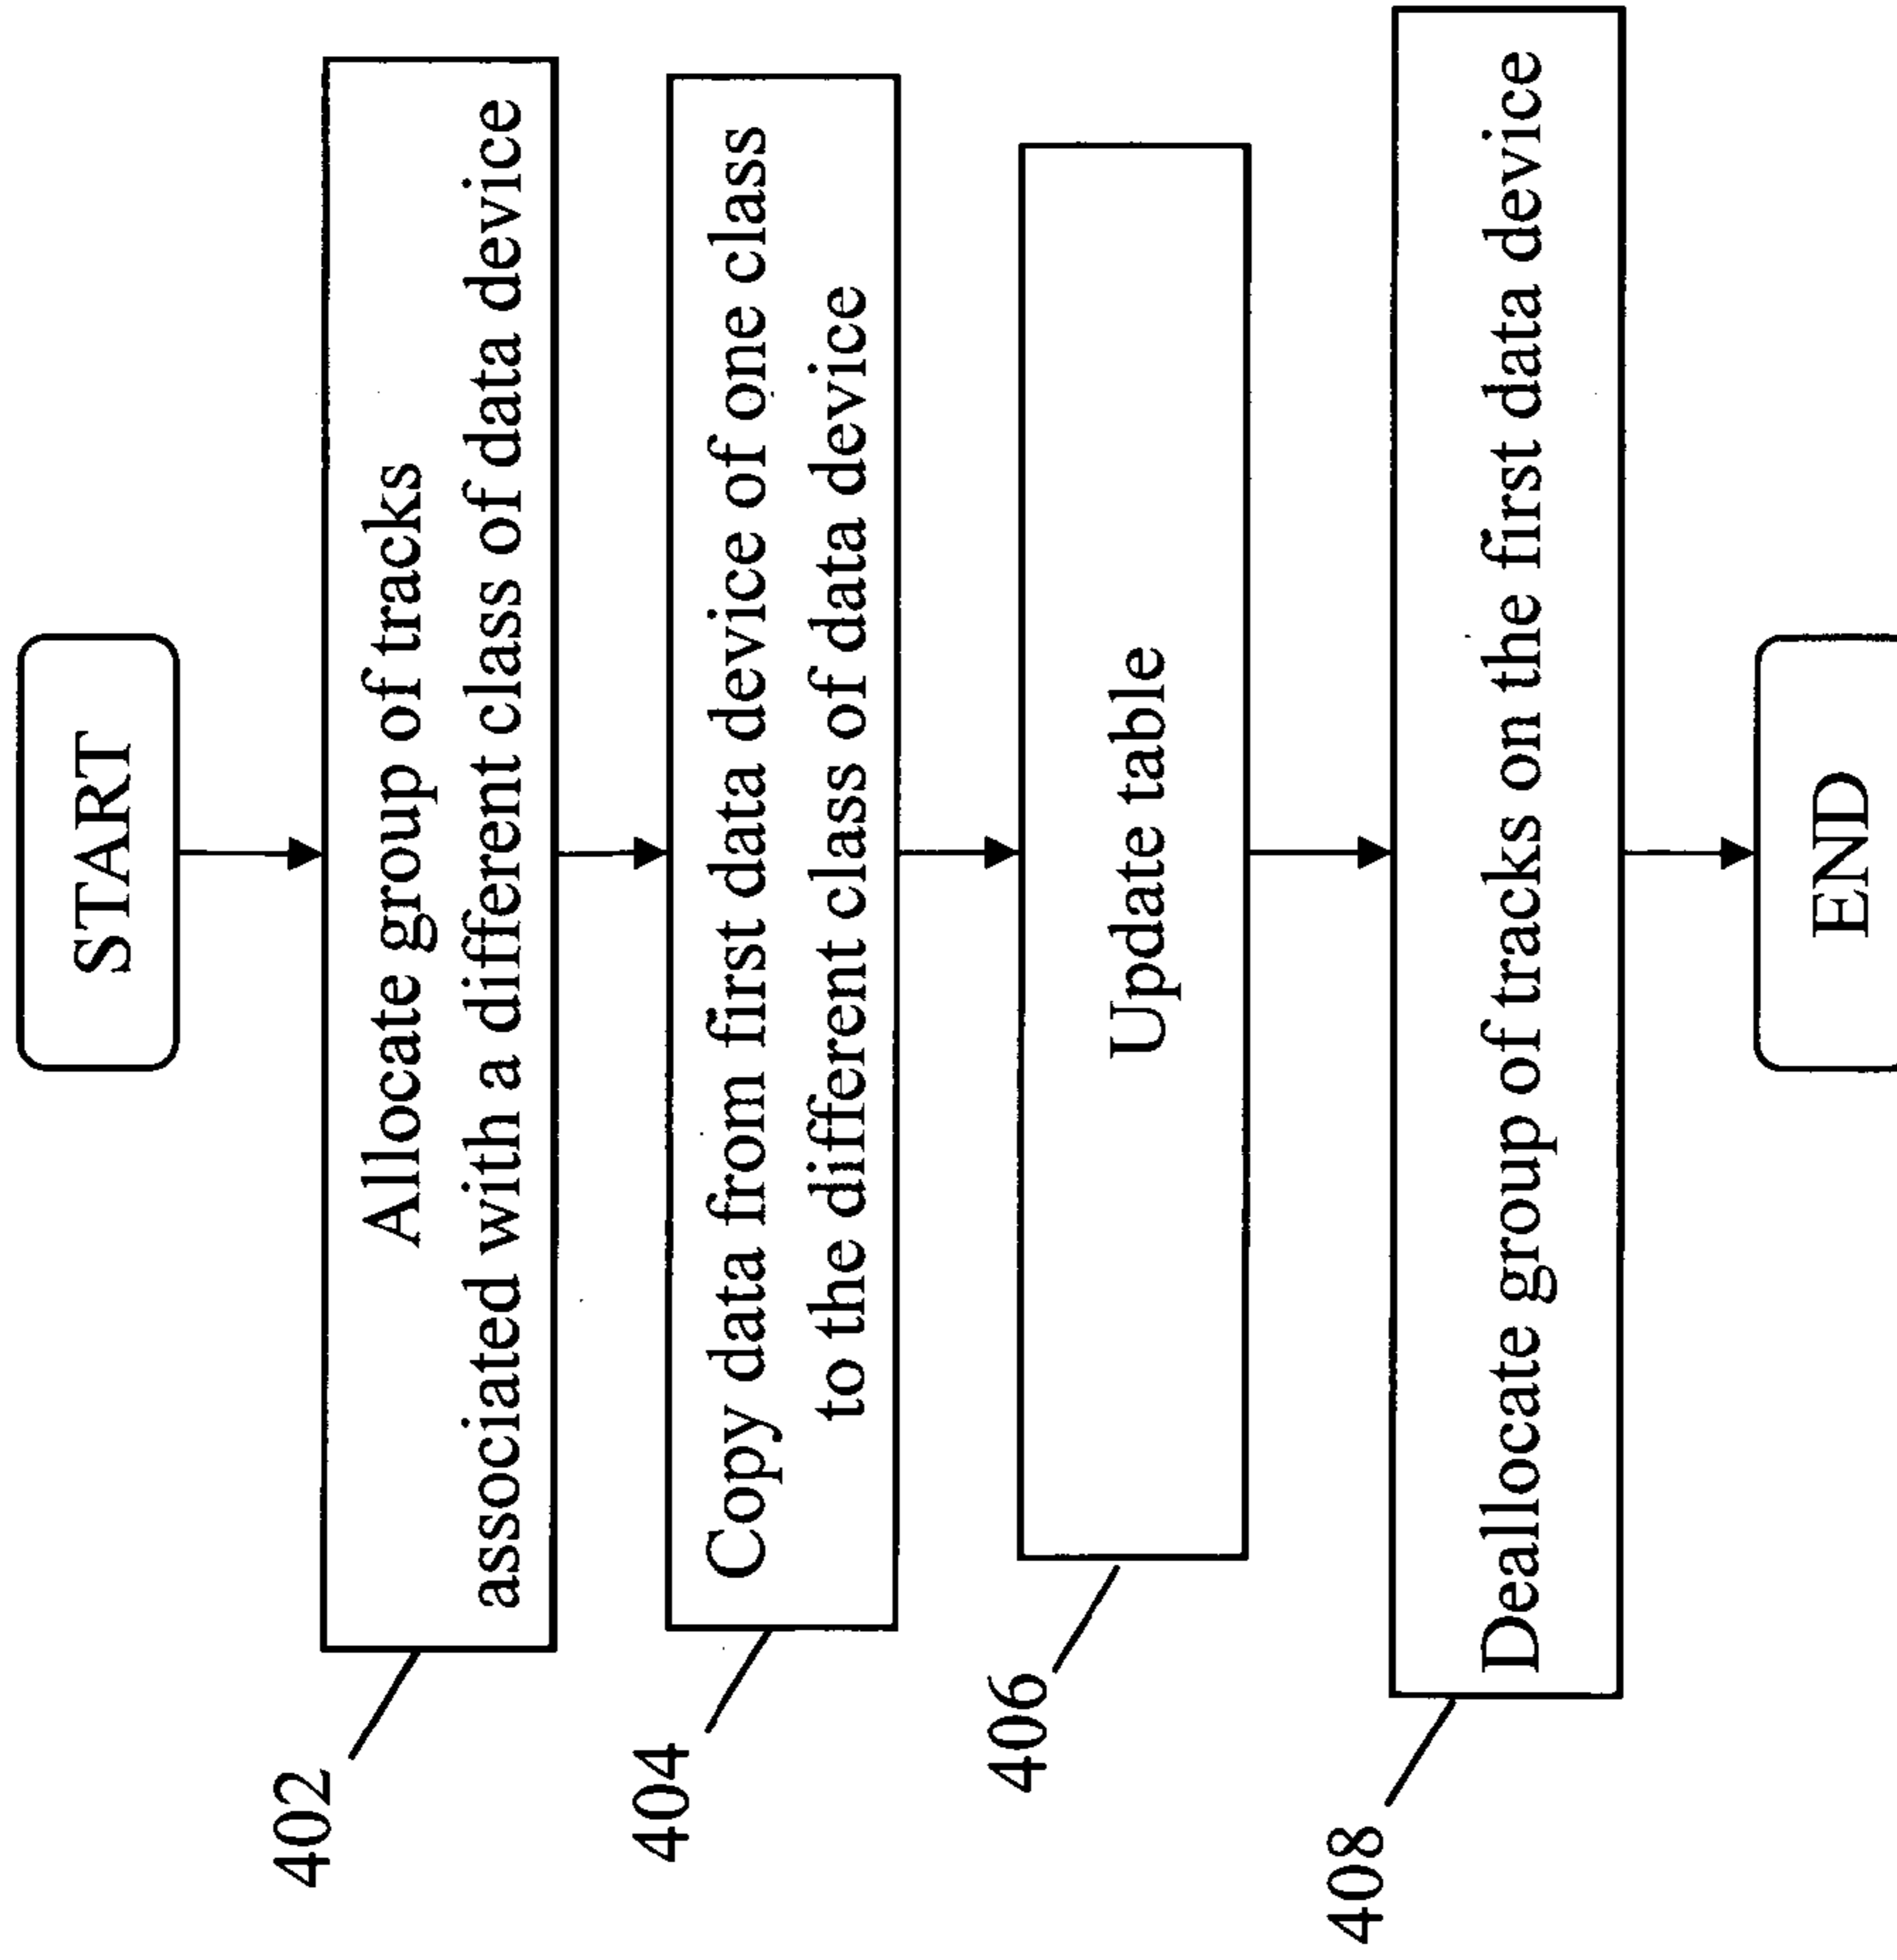 START
402
Allocate group of tracks
associated with a different class of data device
404
Copy data from first data device of one class
to the different class of data device
406
Update table
408
Deallocate group of tracks on the first data device
END